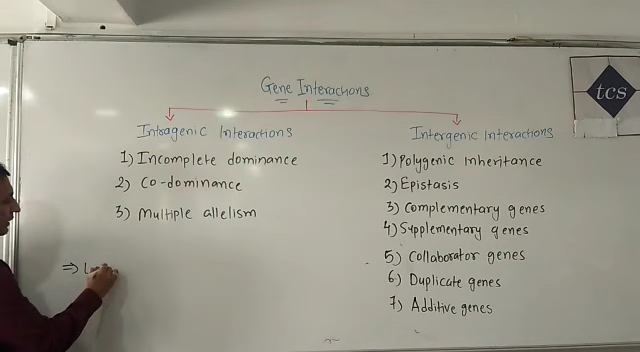 Gene Interactions
Intragenic Interactions
1) Incomplete dominance
2) Co-dominance
3) Multiple allelism
Intergenic Interactions
1) Polygenic inheritance
2) Epistasis
3) Complementary genes
4) Supplementary genes
5) Collaborator genes
6) Duplicate genes
7) Additive genes
⇒ L
tcs